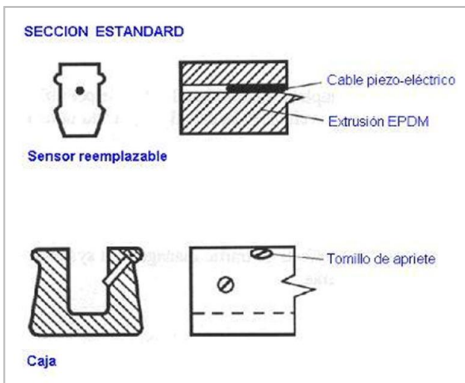 SECCION ESTANDARD
Cable piezo-eléctrico
Extrusión EPDM
Sensor reemplazable
Tornillo de apriete
Caja